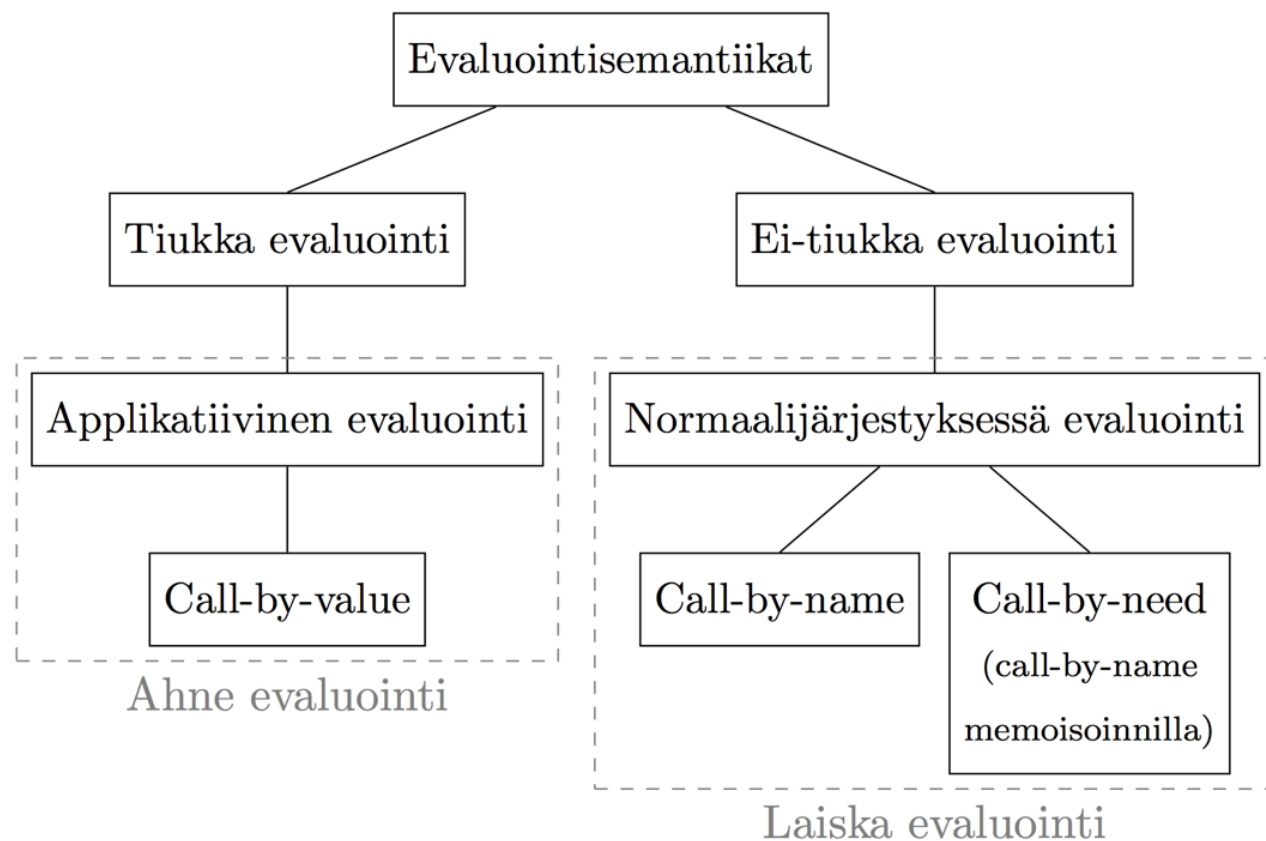 Evaluointisemantiikat
Tiukka evaluointi
Ei-tiukka evaluointi
Applikatiivinen evaluointi
Normaalijärjestyksessä evaluointi
Call-by-value
Call-by-name
Call-by-need
(call-by-name
memoisoinnilla)
Ahne evaluointi
Laiska evaluointi